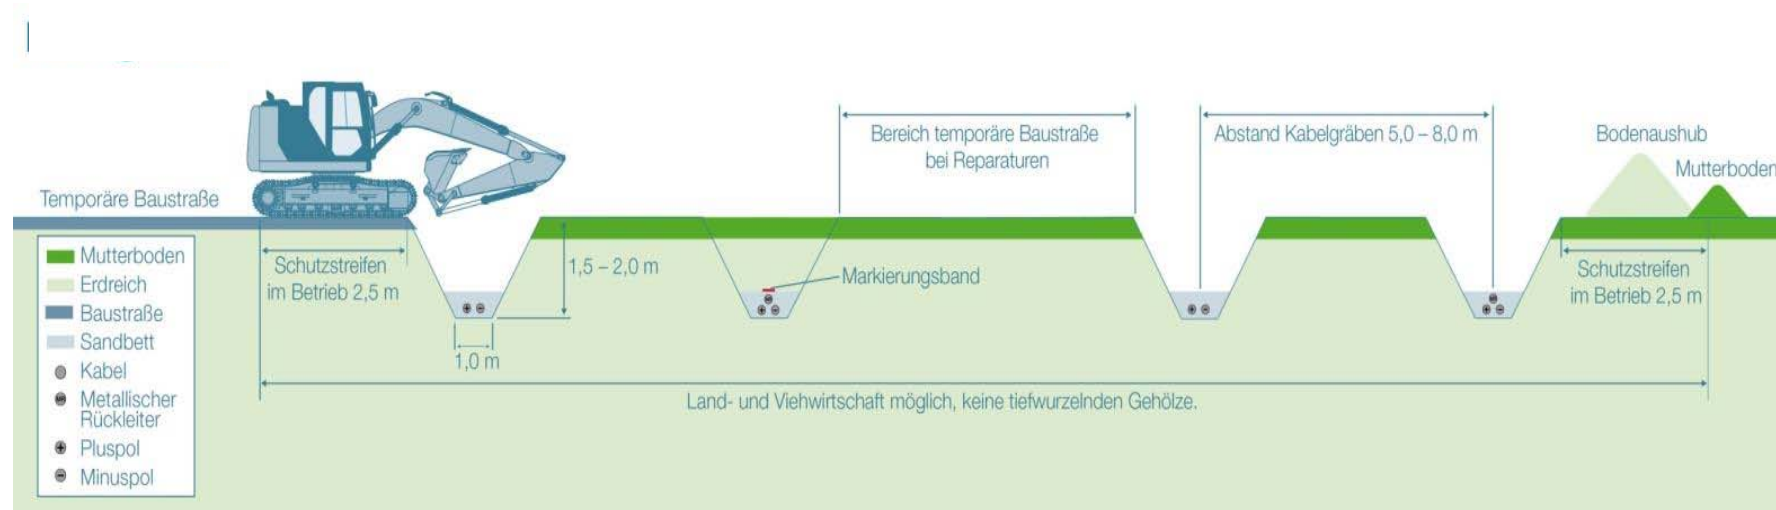 Bereich temporäre Baustraße
bei Reparaturen
Abstand Kabelgräben 5,0 – 8,0 m
Bodenaushub
Mutterboden
Temporäre Baustraße
Mutterboden
Erdreich
Baustraße
Sandbett
Kabel
Metallischer
Rückleiter
Pluspol
Minuspol
Schutzstreifen
im Betrieb 2,5 m
1,5 – 2,0 m
1,0 m
Markierungsband
Schutzstreifen
im Betrieb 2,5 m
Land- und Viehwirtschaft möglich, keine tiefwurzelnden Gehölze.